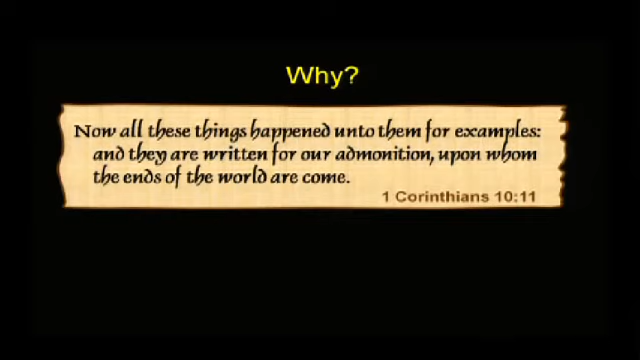 Why?
Now all these things happened unto them for examples:
and they are written for our admonition, upon whom
the ends of the world are come.
1 Corinthians 10:11